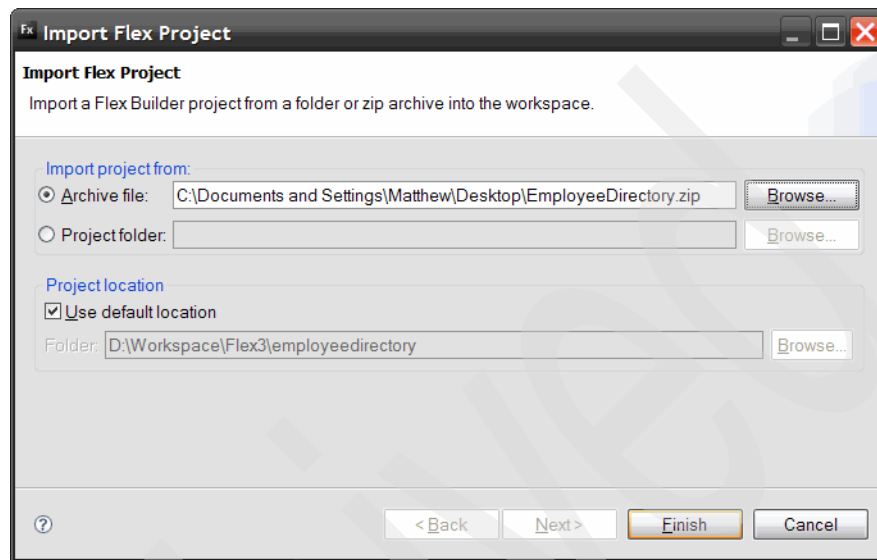 Fx Import Flex Project
Import Flex Project
Import a Flex Builder project from a folder or zip archive into the workspace.
Import project from:
Archive file: C:\Documents and Settings\Matthew\Desktop\EmployeeDirectory.zip Browse...
Project folder: Browse...
Project location
Use default location
Folder: D:\Workspace\Flex3\employeedirectory Browse...
? < Back Next > Finish Cancel